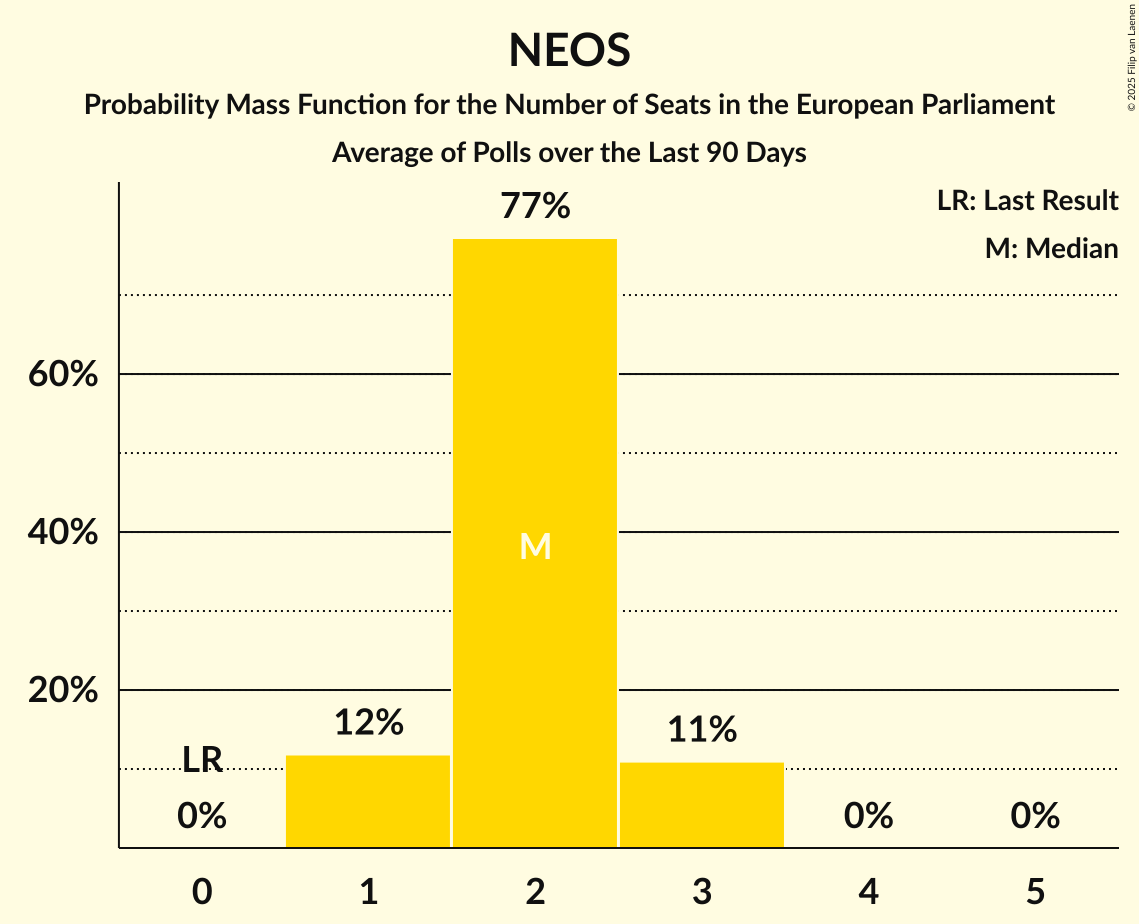 NEOS
Probability Mass Function for the Number of Seats in the European Parliament
Average of Polls over the Last 90 Days
© 2025 Filip van Laenen
LR: Last Result
M: Median
77%
60%
40%
M
20%
12%
11%
LR
0%
0%
0%
0
1
2
3
4
5